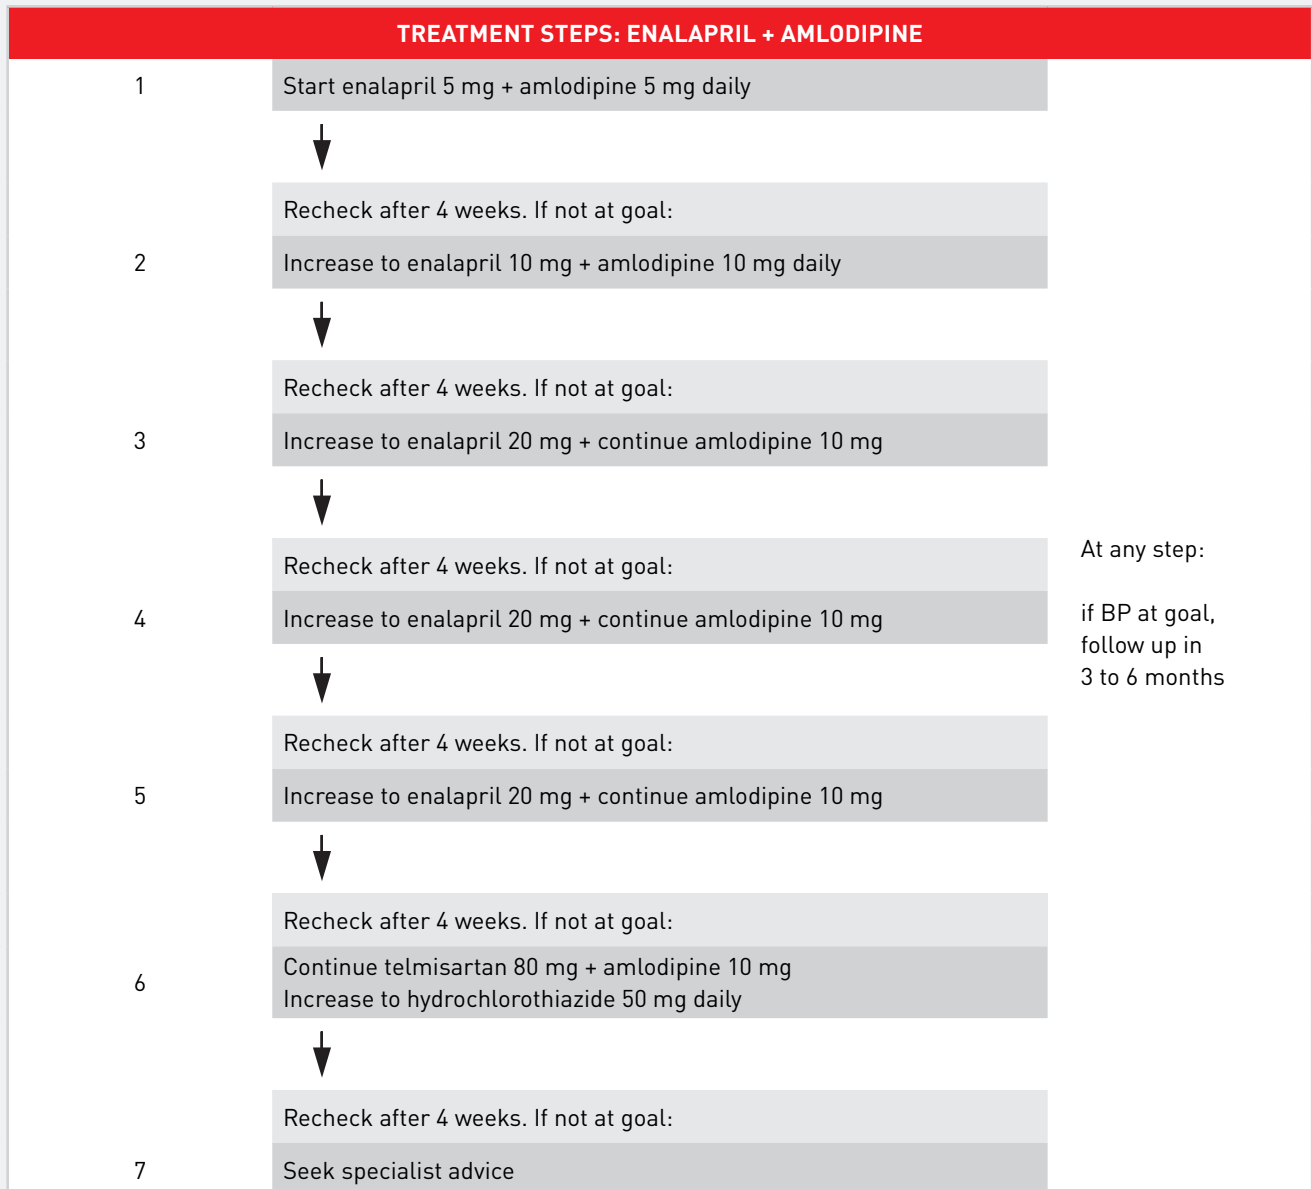 TREATMENT STEPS: ENALAPRIL + AMLODIPINE
1
Start enalapril 5 mg + amlodipine 5 mg daily
Recheck after 4 weeks. If not at goal:
2
Increase to enalapril 10 mg + amlodipine 10 mg daily
Recheck after 4 weeks. If not at goal:
3
Increase to enalapril 20 mg + continue amlodipine 10 mg
Recheck after 4 weeks. If not at goal:
4
Increase to enalapril 20 mg + continue amlodipine 10 mg
Recheck after 4 weeks. If not at goal:
5
Increase to enalapril 20 mg + continue amlodipine 10 mg
Recheck after 4 weeks. If not at goal:
6
Continue telmisartan 80 mg + amlodipine 10 mg
Increase to hydrochlorothiazide 50 mg daily
Recheck after 4 weeks. If not at goal:
7
Seek specialist advice
At any step:
if BP at goal,
follow up in
3 to 6 months